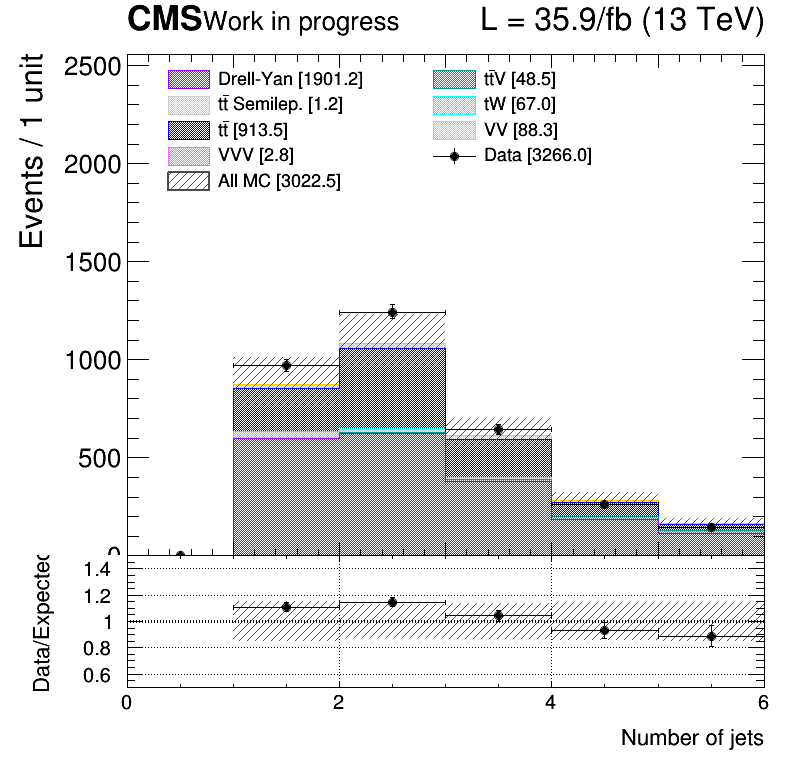 CMS Work in progress L = 35.9/fb (13 TeV)
Events / 1 unit
2500
2000
1500
1000
500
0
Drell-Yan [1901.2]
tt̄ Semilep. [1.2]
tt̄ [913.5]
VVV [2.8]
All MC [3022.5]
tt̄V [48.5]
tW [67.0]
VV [88.3]
Data [3266.0]
Data/Expected
1.4
1.2
1
0.8
0.6
0 2 4 6
Number of jets